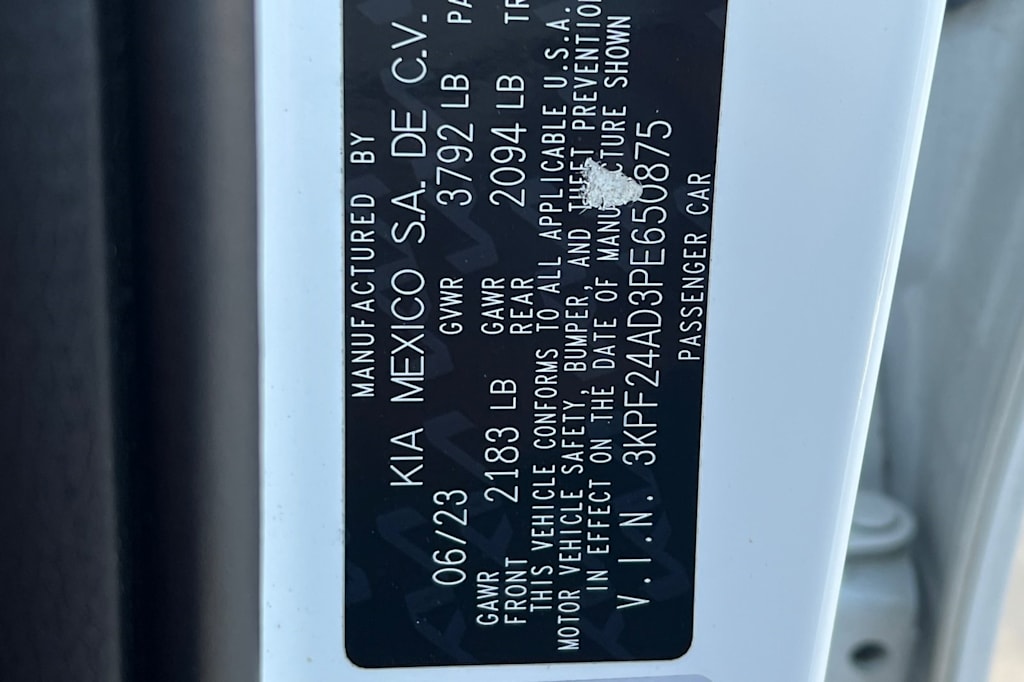 MANUFACTURED BY
KIA MEXICO S.A. DE C.V.
06/23 GVWR 3792 LB
GAWR FRONT 2183 LB GAWR REAR 2094 LB
THIS VEHICLE CONFORMS TO ALL APPLICABLE U.S.A.
MOTOR VEHICLE SAFETY, BUMPER, AND THEFT PREVENTION
IN EFFECT ON THE DATE OF MANUFACTURE SHOWN
V.I.N. 3KPF24AD3PE650875
PASSENGER CAR